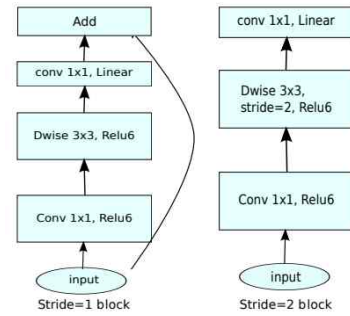 Add
conv 1x1, Linear
Dwise 3x3, Relu6
Conv 1x1, Relu6
input
Stride=1 block
conv 1x1, Linear
Dwise 3x3,
stride=2, Relu6
Conv 1x1, Relu6
input
Stride=2 block